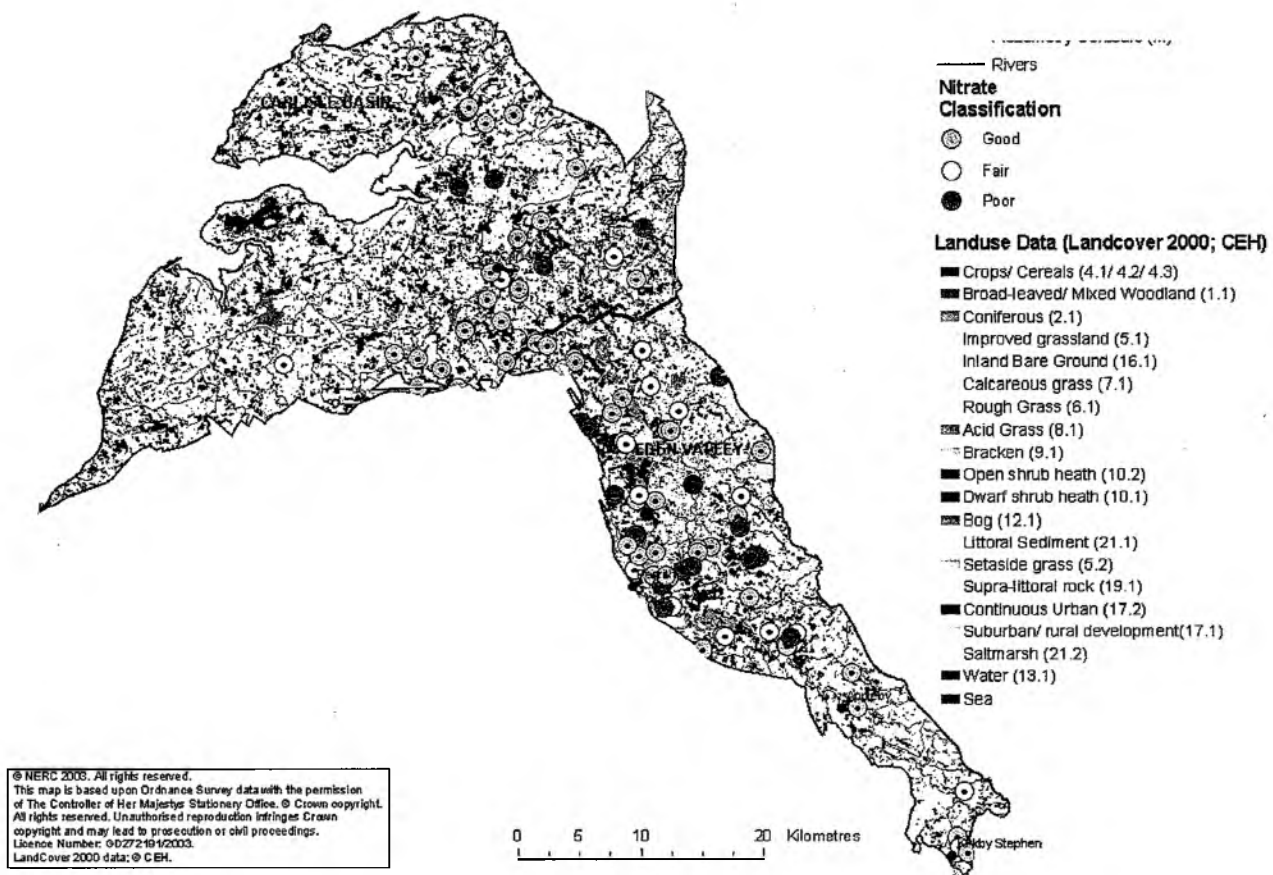 CARLISLE BASIN
EDEN VALLEY
Kirkby Stephen
Rivers
Nitrate
Classification
Good
Fair
Poor
Landuse Data (Landcover 2000; CEH)
Crops/ Cereals (4.1/ 4.2/ 4.3)
Broad-leaved/ Mixed Woodland (1.1)
Coniferous (2.1)
Improved grassland (5.1)
Inland Bare Ground (16.1)
Calcareous grass (7.1)
Rough Grass (6.1)
Acid Grass (8.1)
Bracken (9.1)
Open shrub heath (10.2)
Dwarf shrub heath (10.1)
Bog (12.1)
Littoral Sediment (21.1)
Setaside grass (5.2)
Supra-littoral rock (19.1)
Continuous Urban (17.2)
Suburban/ rural development(17.1)
Saltmarsh (21.2)
Water (13.1)
Sea
© NERC 2003. All rights reserved.
This map is based upon Ordnance Survey data with the permission
of The Controller of Her Majestys Stationery Office. © Crown copyright.
All rights reserved. Unauthorised reproduction infringes Crown
copyright and may lead to prosecution or civil proceedings.
Licence Number: GD272191/2003.
LandCover 2000 data: © CEH.
0 5 10 20 Kilometres